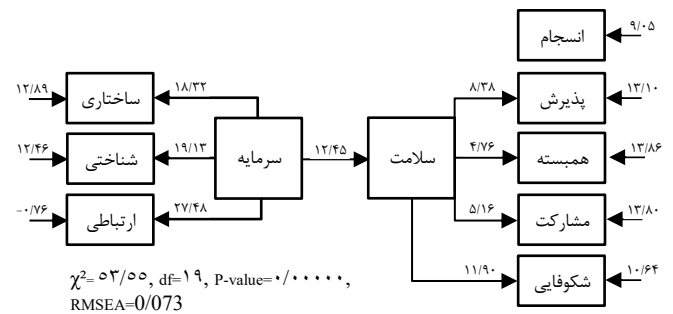 ۹/۰۵
انسجام
۱۲/۸۹
ساختاری
۱۸/۳۲
۸/۳۸
پذیرش
۱۳/۱۰
۱۲/۴۶
شناختی
۱۹/۱۳
سرمایه
۱۲/۴۵
سلامت
۴/۷۶
همبسته
۱۳/۸۶
-۰/۷۶
ارتباطی
۲۷/۴۸
۵/۱۶
مشارکت
۱۳/۸۰
۱۱/۹۰
شکوفایی
۱۰/۶۴
χ²= ۵۳/۵۵, df=۱۹, P-value=۰/۰۰۰۰۰,
RMSEA=0/073